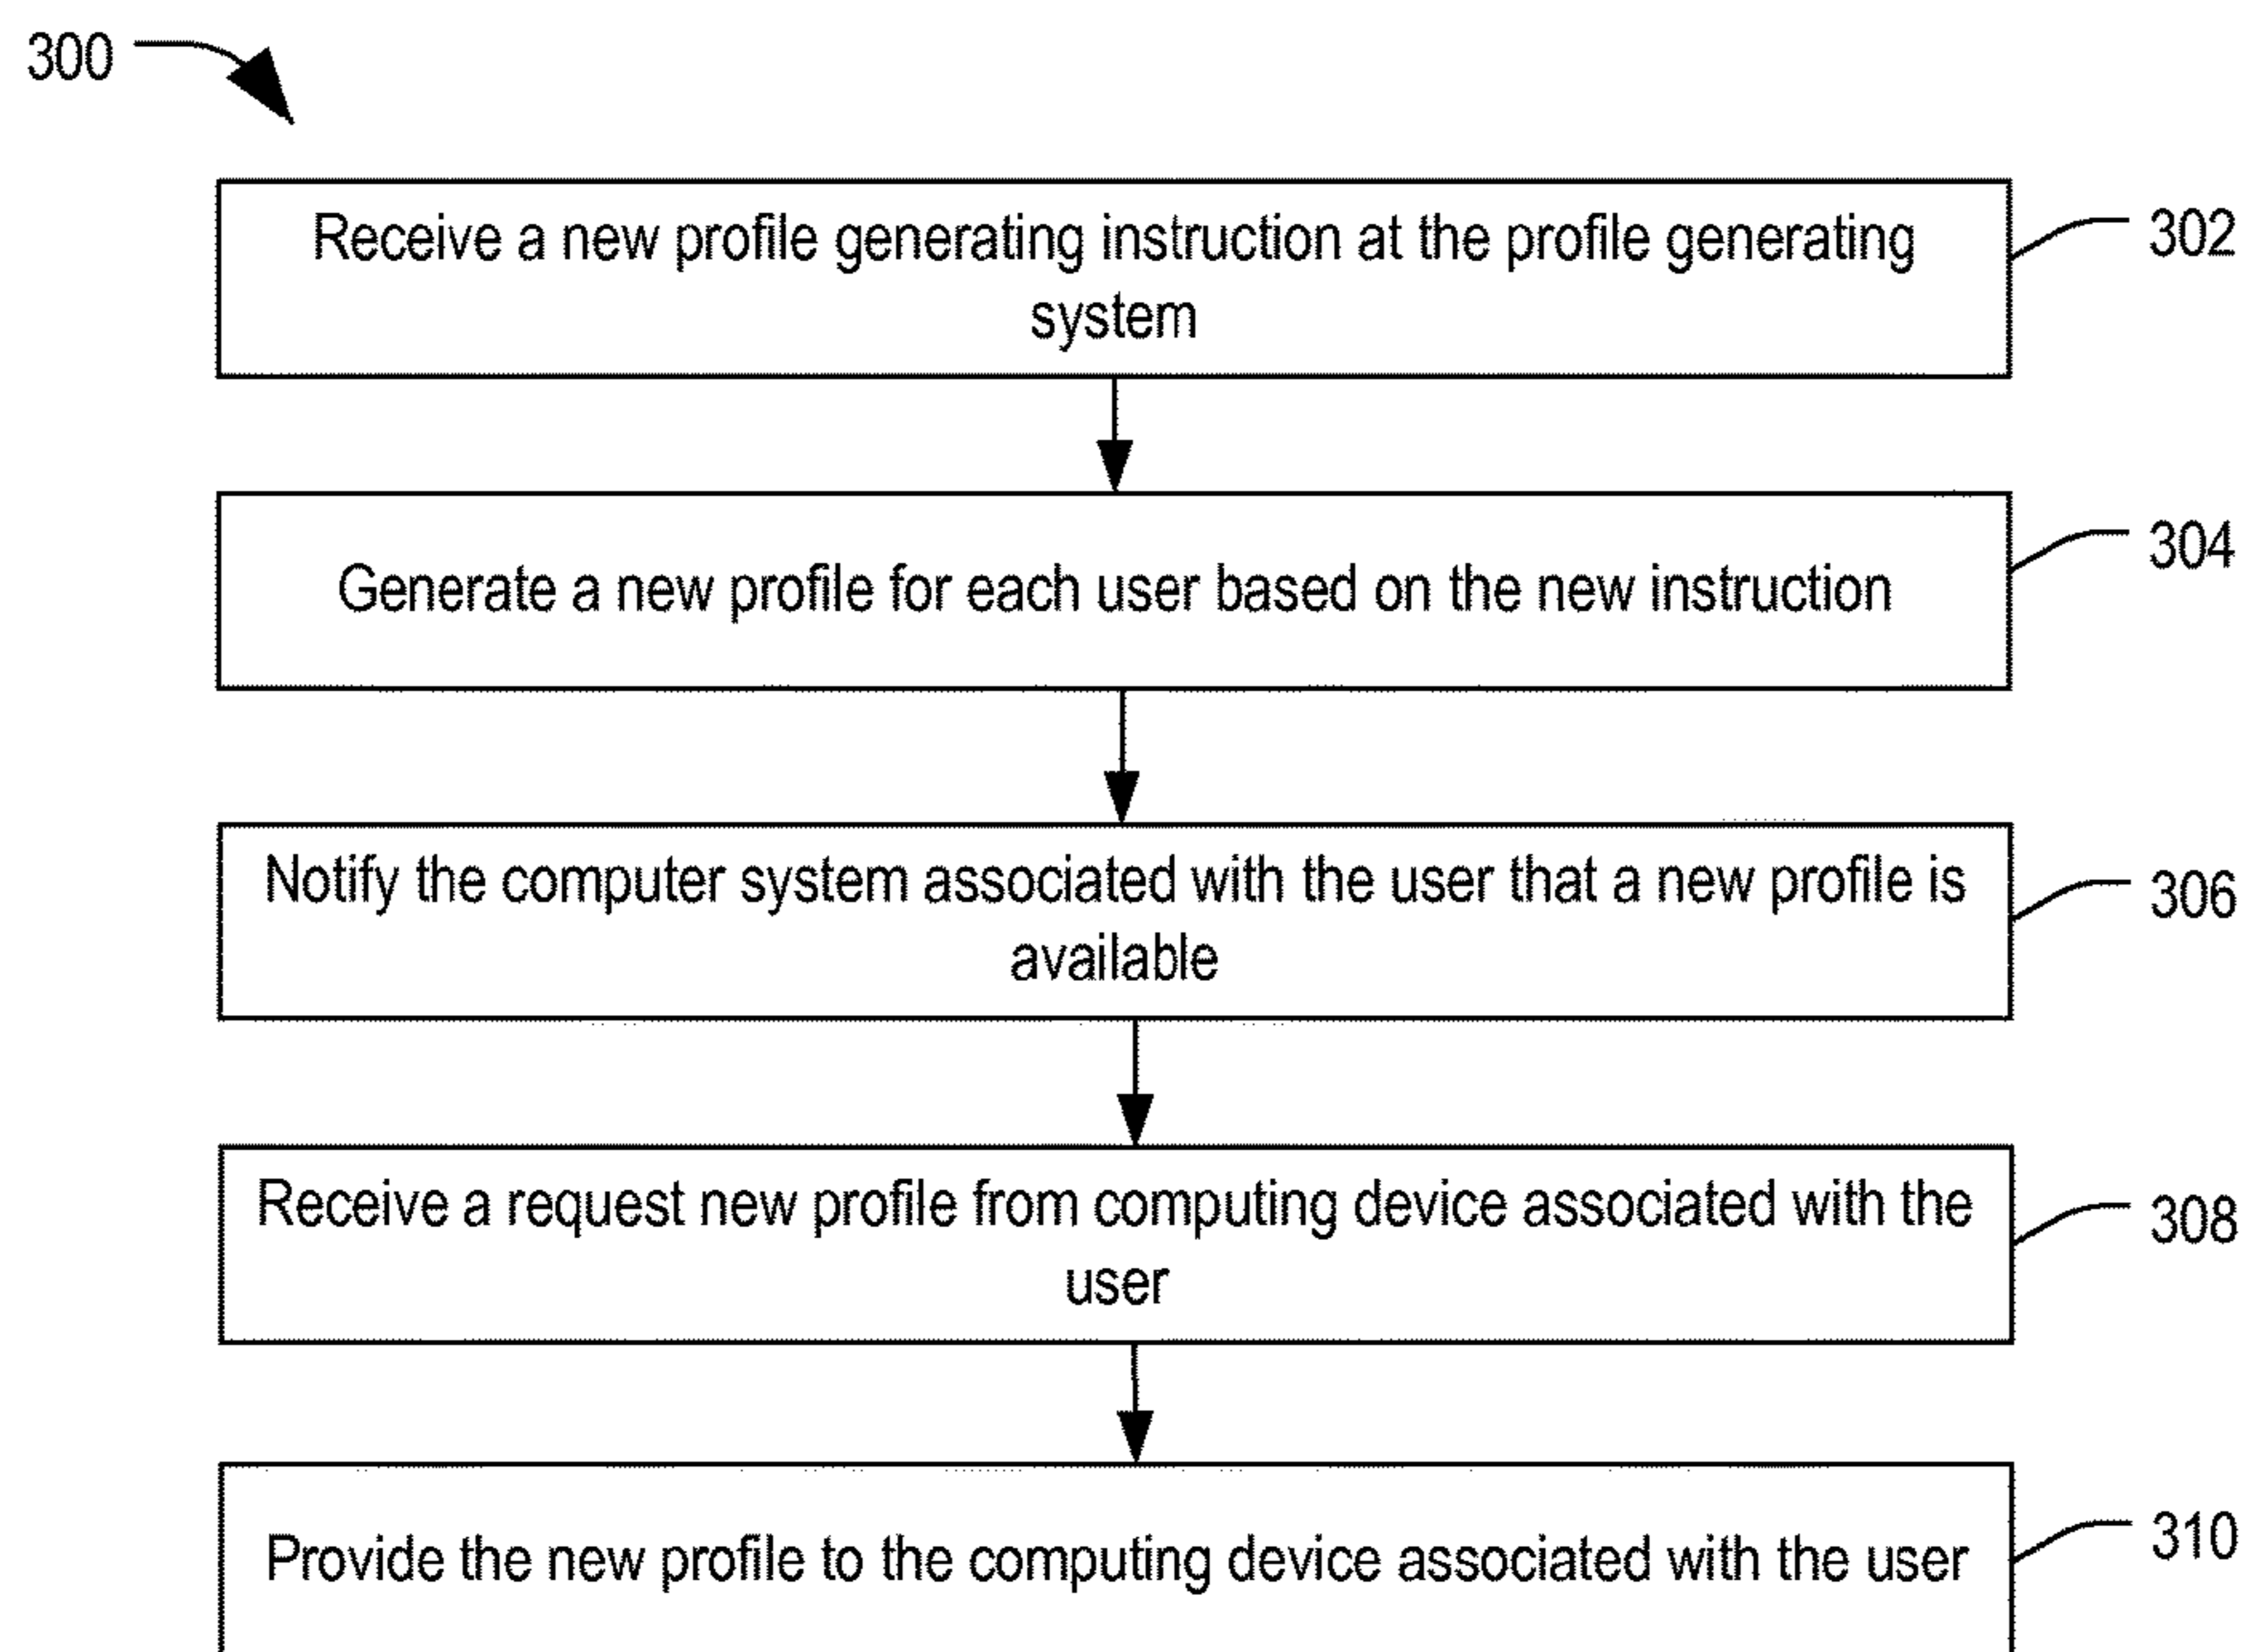 300
Receive a new profile generating instruction at the profile generating
system
302
Generate a new profile for each user based on the new instruction
304
Notify the computer system associated with the user that a new profile is
available
306
Receive a request new profile from computing device associated with the
user
308
Provide the new profile to the computing device associated with the user
310